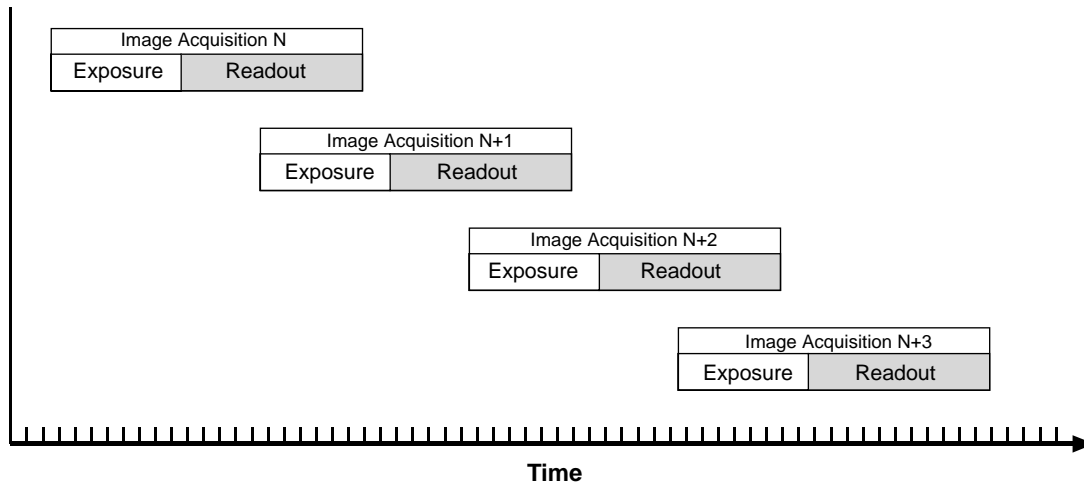 Image Acquisition N
Exposure Readout
Image Acquisition N+1
Exposure Readout
Image Acquisition N+2
Exposure Readout
Image Acquisition N+3
Exposure Readout
Time